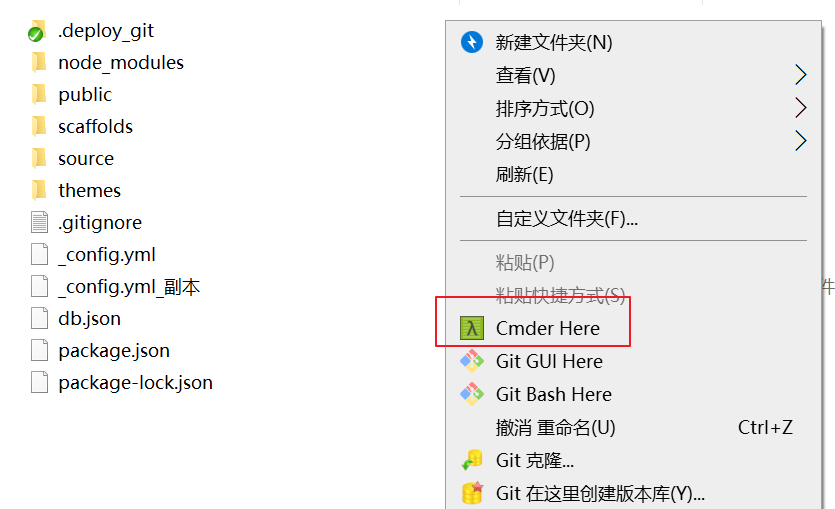 .deploy_git
node_modules
public
scaffolds
source
themes
.gitignore
_config.yml
_config.yml_副本
db.json
package.json
package-lock.json
新建文件夹(N)
查看(V)
排序方式(O)
分组依据(P)
刷新(E)
自定义文件夹(F)...
粘贴(P)
粘贴快捷方式(S)
件
Cmder Here
Git GUI Here
Git Bash Here
撤消 重命名(U) Ctrl+Z
Git 克隆...
Git 在这里创建版本库(Y)...